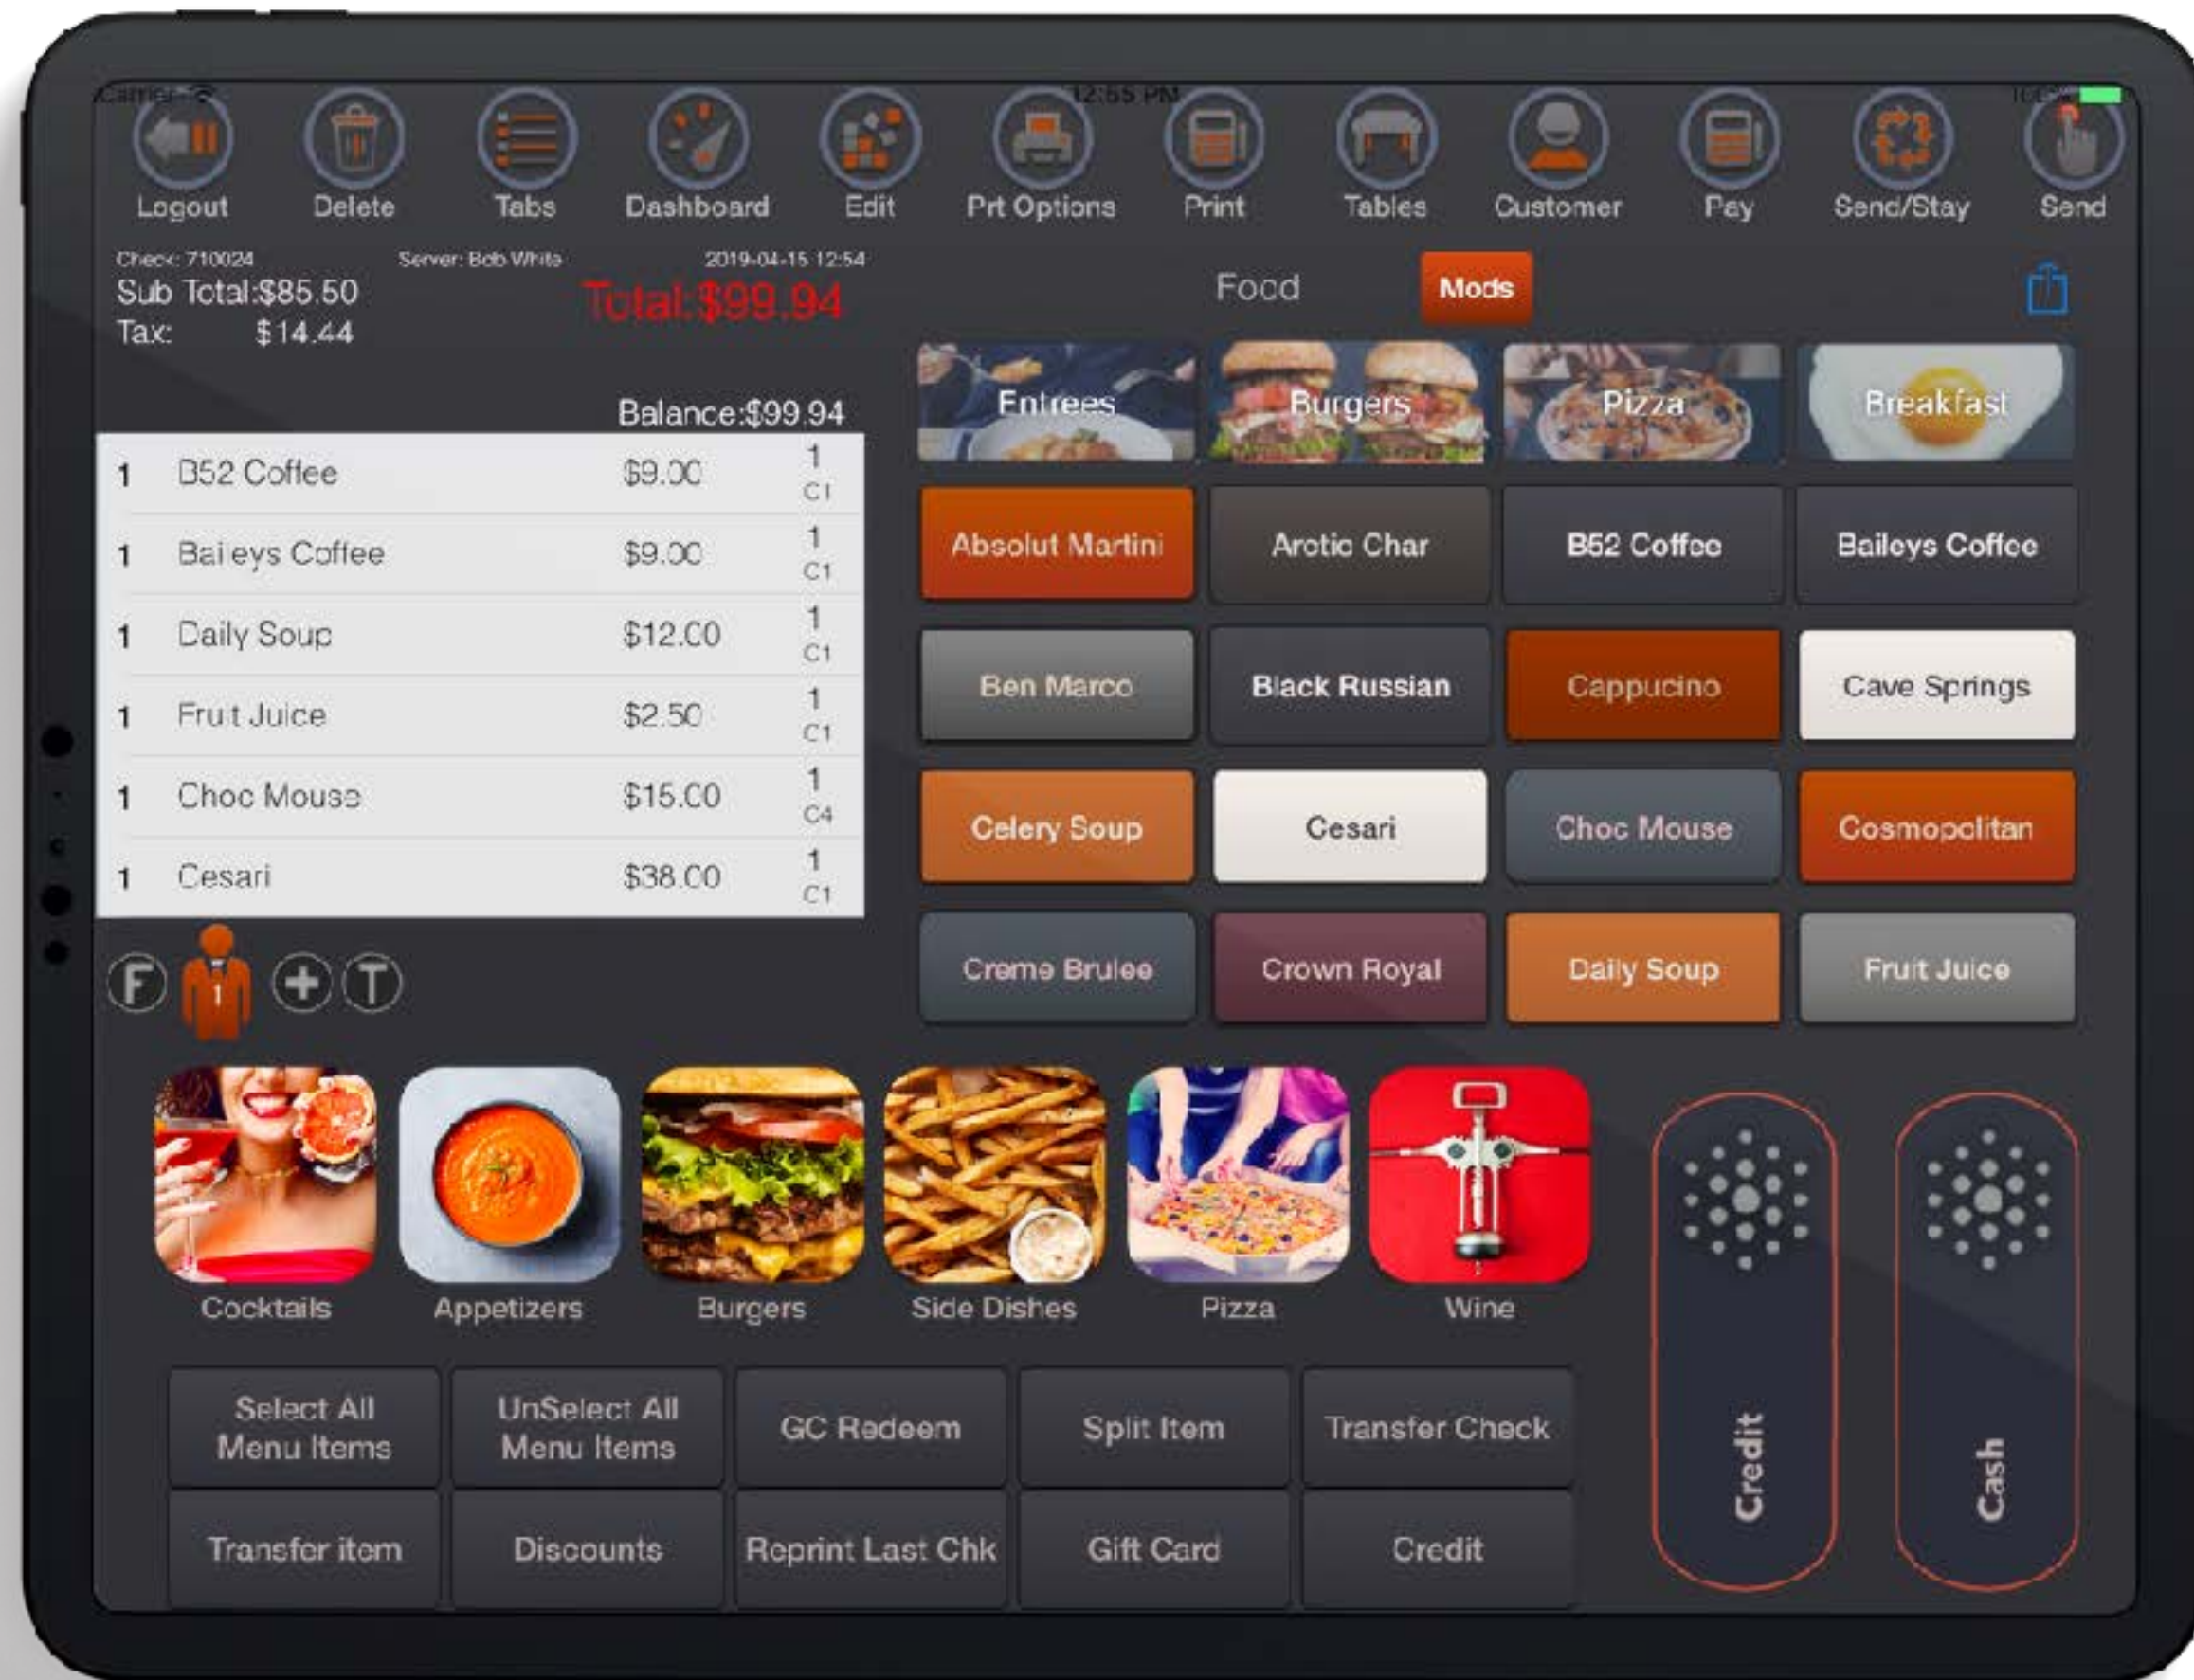 Carrier
12:55 PM
100%
Logout
Delete
Tabs
Dashboard
Edit
Prt Options
Print
Tables
Customer
Pay
Send/Stay
Send
Check: 710024
Server: Bob White
2019-04-15 12:54
Sub Total:$85.50
Total:$99.94
Tax: $14.44
Balance:$99.94
1 B52 Coffee $9.00 1
C1
1 Baileys Coffee $9.00 1
C1
1 Daily Soup $12.00 1
C1
1 Fruit Juice $2.50 1
C1
1 Choc Mouse $15.00 1
C4
1 Cesari $38.00 1
C1
F
1
T
Food
Mods
Entrees
Burgers
Pizza
Breakfast
Absolut Martini
Arctic Char
B52 Coffee
Baileys Coffee
Ben Marco
Black Russian
Cappucino
Cave Springs
Celery Soup
Cesari
Choc Mouse
Cosmopolitan
Creme Brulee
Crown Royal
Daily Soup
Fruit Juice
Cocktails
Appetizers
Burgers
Side Dishes
Pizza
Wine
Select All
Menu Items
UnSelect All
Menu Items
GC Redeem
Split Item
Transfer Check
Transfer item
Discounts
Reprint Last Chk
Gift Card
Credit
Credit
Cash